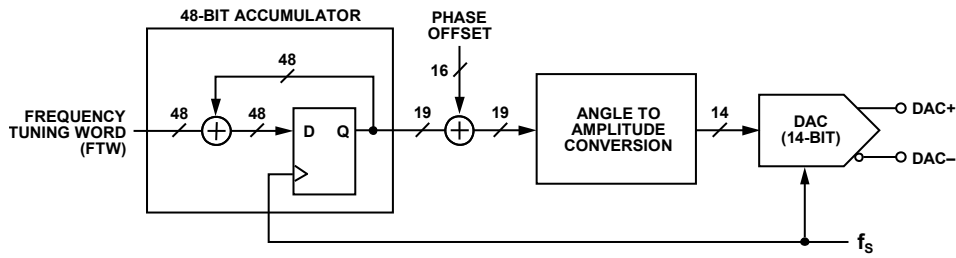 48-BIT ACCUMULATOR
PHASE
OFFSET
48
16
FREQUENCY
TUNING WORD
(FTW)
48
48
D Q
19
19
ANGLE TO
AMPLITUDE
CONVERSION
14
DAC
(14-BIT)
DAC+
DAC–
fS